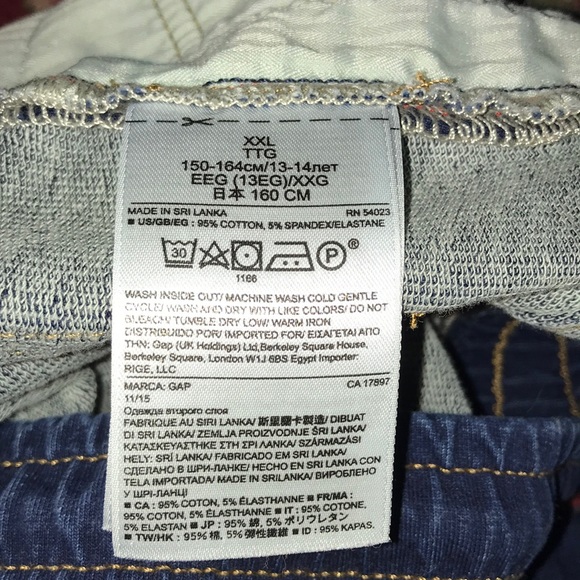 XXL
TTG
150-164см/13-14лет
EEG (13EG)/XXG
日本 160 CM
MADE IN SRI LANKA RN 54023
■ US/GB/EG : 95% COTTON, 5% SPANDEX/ELASTANE
30 P®
1166
WASH INSIDE OUT/ MACHINE WASH COLD GENTLE
CYCLE/ WASH AND DRY WITH LIKE COLORS/ DO NOT
BLEACH/ TUMBLE DRY LOW/ WARM IRON
DISTRIBUIDO POR/ IMPORTED FOR/ ΕΙΣΑΓΕΤΑΙ ΑΠΟ
ΤΗΝ: Gap (UK Holdings) Ltd,Berkeley Square House,
Berkeley Square, London W1J 6BS Egypt Importer:
RIGE, LLC
MARCA: GAP CA 17897
11/15
Одежда второго слоя
FABRIQUE AU SRI LANKA/ 斯里蘭卡製造/ DIBUAT
DI SRI LANKA/ ZEMLJA PROIZVODNJE ŠRI LANKA/
ΚΑΤΑΣΚΕΥΑΣΤΗΚΕ ΣΤΗ ΣΡΙ ΛΑΝΚΑ/ SZÁRMAZÁSI
HELY: SRÍ LANKA/ FABRICADO EM SRI LANKA/
СДЕЛАНО В ШРИ-ЛАНКЕ/ HECHO EN SRI LANKA CON
TELA IMPORTADA/ MADE IN SRILANKA/ ВИРОБЛЕНО
У ШРІ-ЛАНЦІ
■ CA : 95% COTON, 5% ÉLASTHANNE ■ FR/MA :
95% COTON, 5% ÉLASTHANNE ■ IT : 95% COTONE,
5% ELASTAN ■ JP : 95% 綿, 5% ポリウレタン
■ TW/HK : 95% 棉, 5% 彈性纖維 ■ ID : 95% KAPAS.